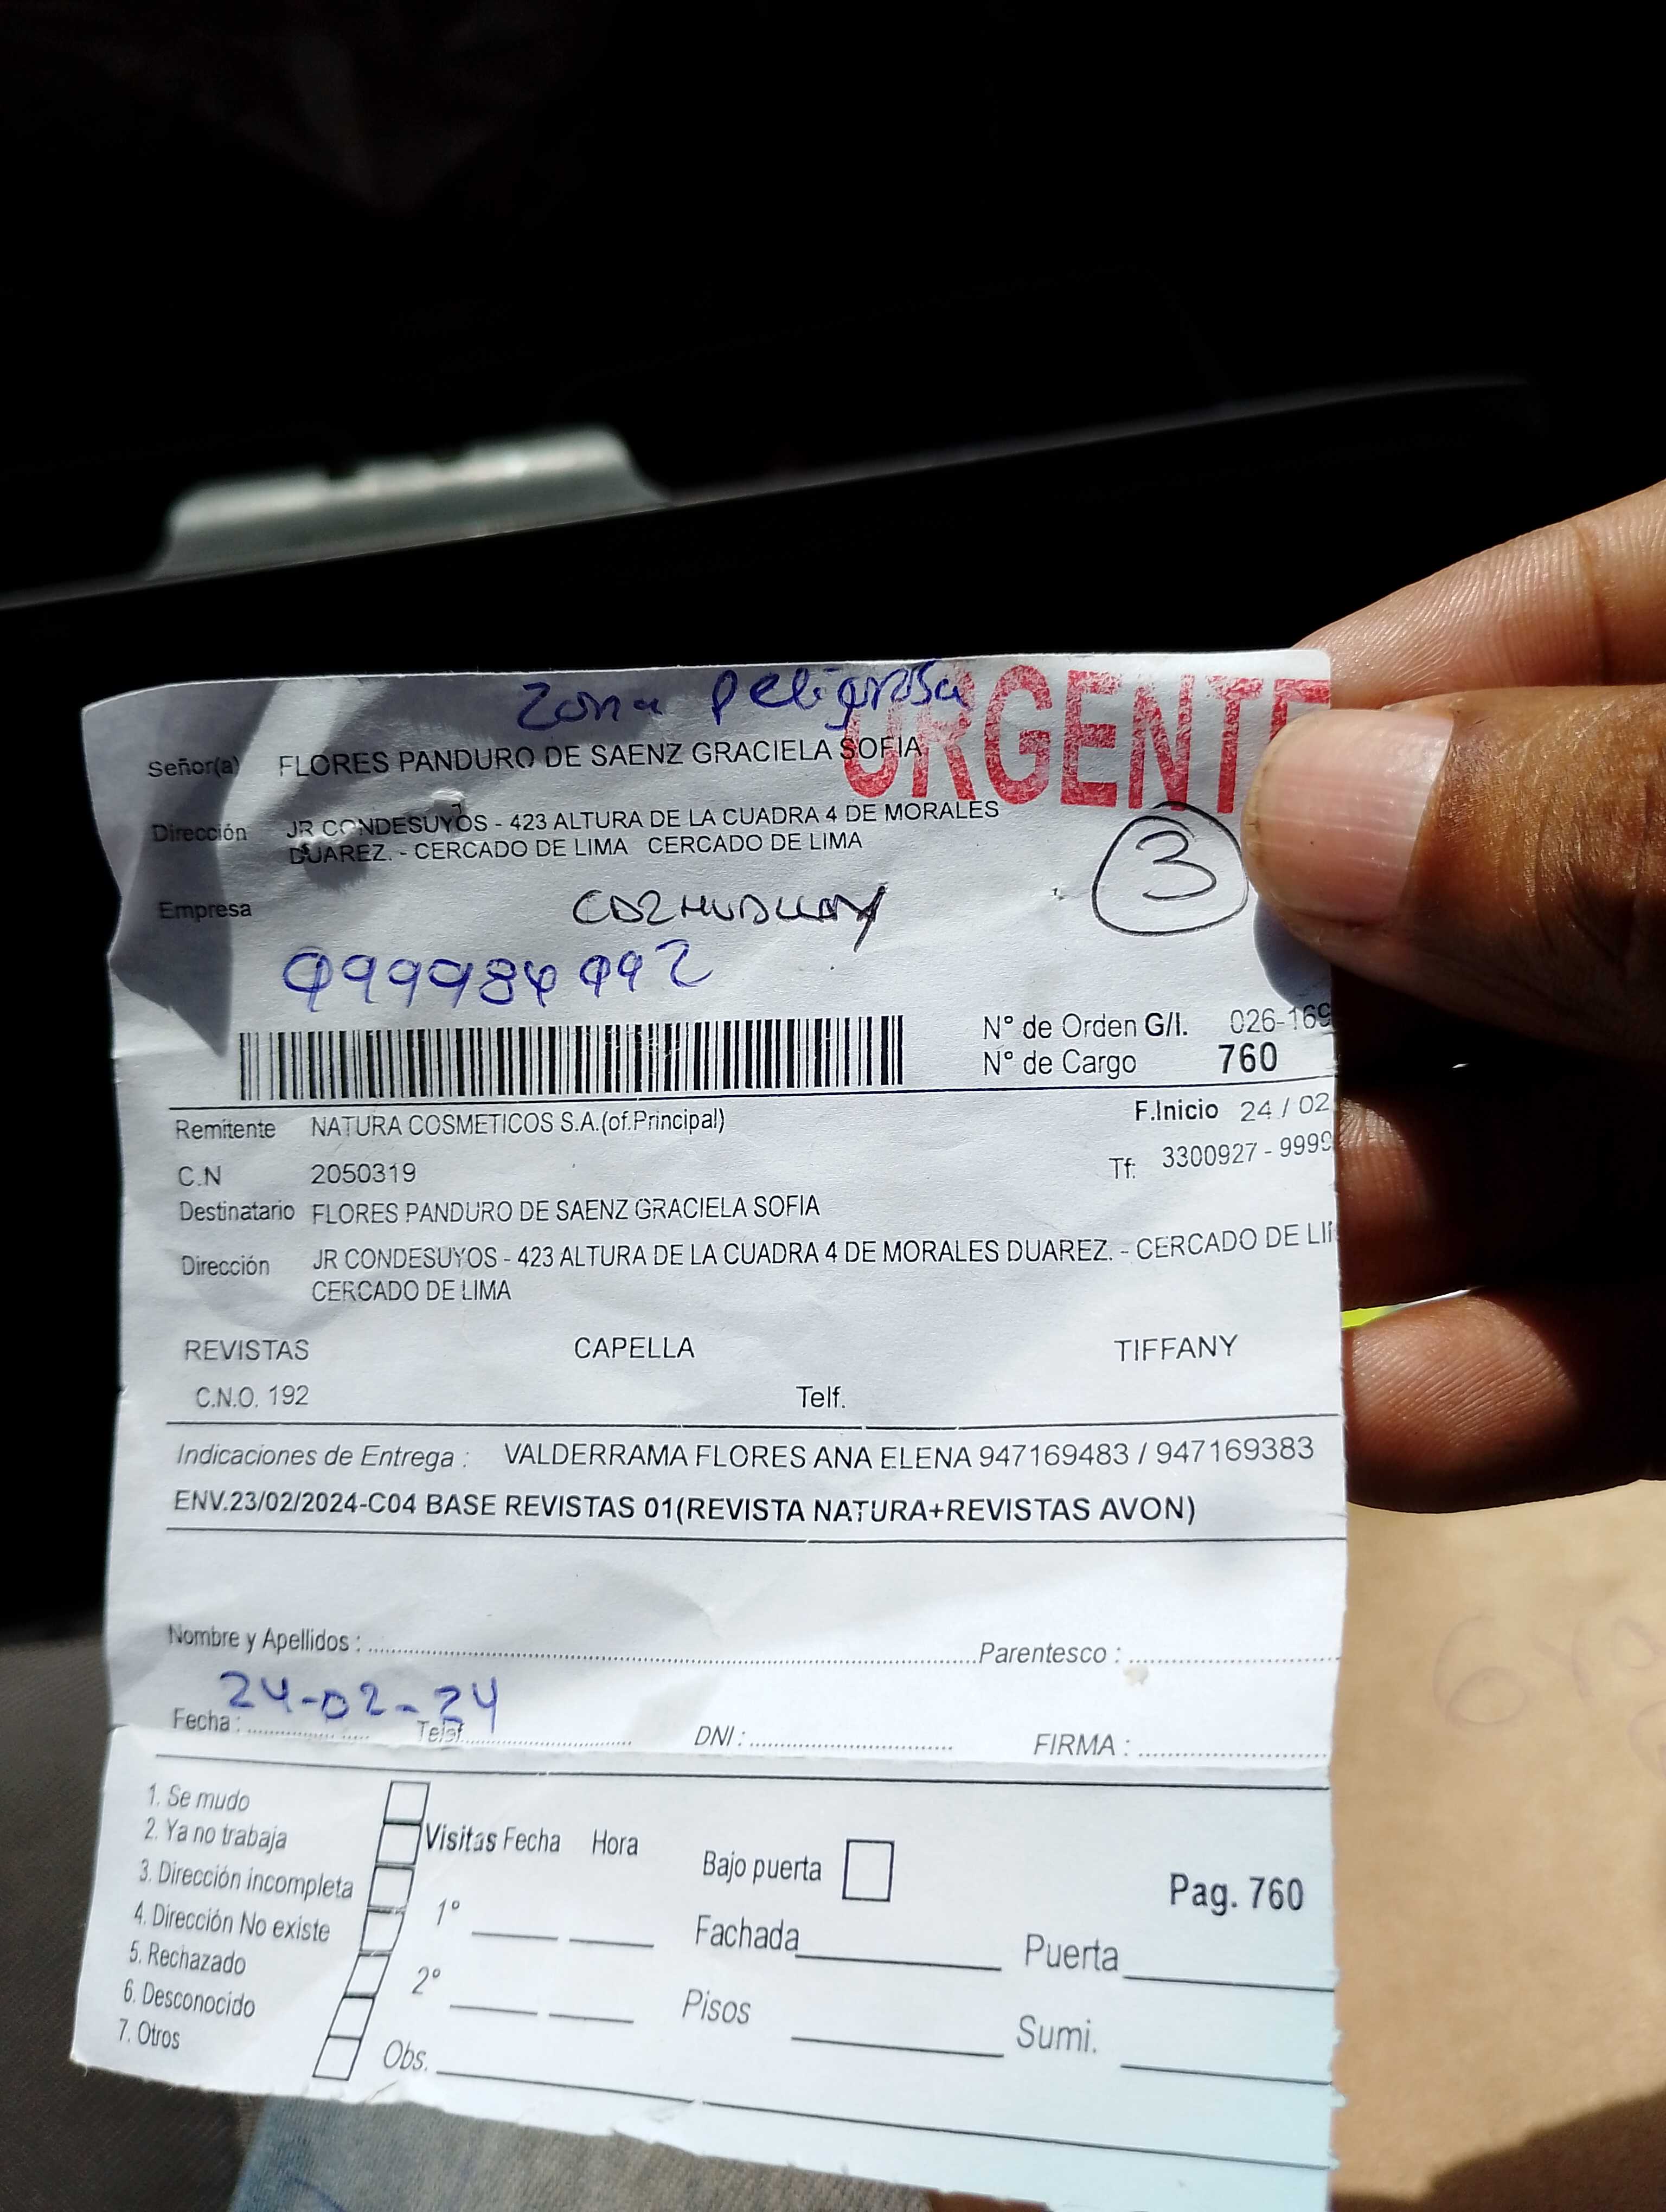 Zona peligrosa
URGENTE
Señor(a) FLORES PANDURO DE SAENZ GRACIELA SOFIA
Dirección JR CONDESUYOS - 423 ALTURA DE LA CUADRA 4 DE MORALES
DUAREZ. - CERCADO DE LIMA CERCADO DE LIMA
3
Empresa
N° de Orden G/I. 026-169
N° de Cargo 760
Remitente NATURA COSMETICOS S.A.(of.Principal) F.Inicio 24 / 02
C.N 2050319 Tf: 3300927 - 9999
Destinatario FLORES PANDURO DE SAENZ GRACIELA SOFIA
Dirección JR CONDESUYOS - 423 ALTURA DE LA CUADRA 4 DE MORALES DUAREZ. - CERCADO DE LI
CERCADO DE LIMA
REVISTAS CAPELLA TIFFANY
C.N.O. 192 Telf.
Indicaciones de Entrega : VALDERRAMA FLORES ANA ELENA 947169483 / 947169383
ENV.23/02/2024-C04 BASE REVISTAS 01(REVISTA NATURA+REVISTAS AVON)
Nombre y Apellidos : Parentesco :
24-02-24
Fecha : Telef. DNI : FIRMA :
1. Se mudo
2. Ya no trabaja Visitas Fecha Hora Bajo puerta
3. Dirección incompleta Pag. 760
4. Dirección No existe 1° Fachada Puerta
5. Rechazado
6. Desconocido 2° Pisos Sumi.
7. Otros Obs.